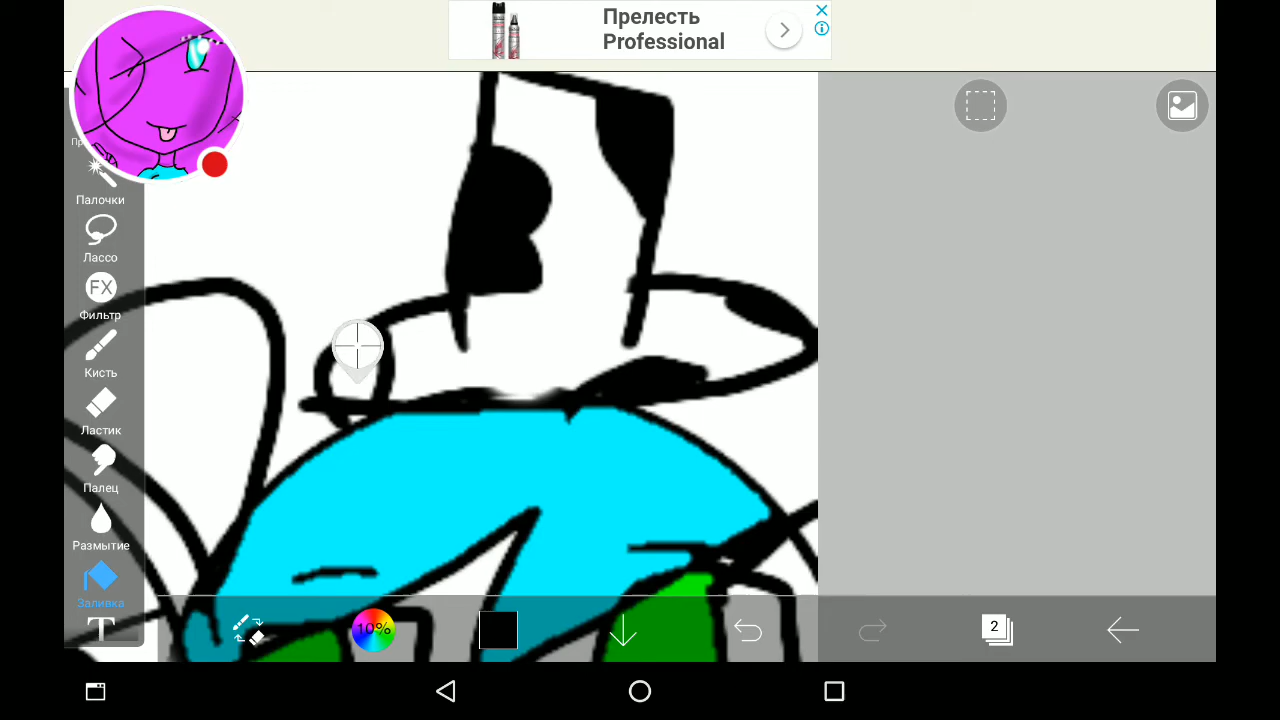 Прелесть
Professional
Палочки
Лассо
FX
Фильтр
Кисть
Ластик
Палец
Размытие
Заливка
T
10%
2